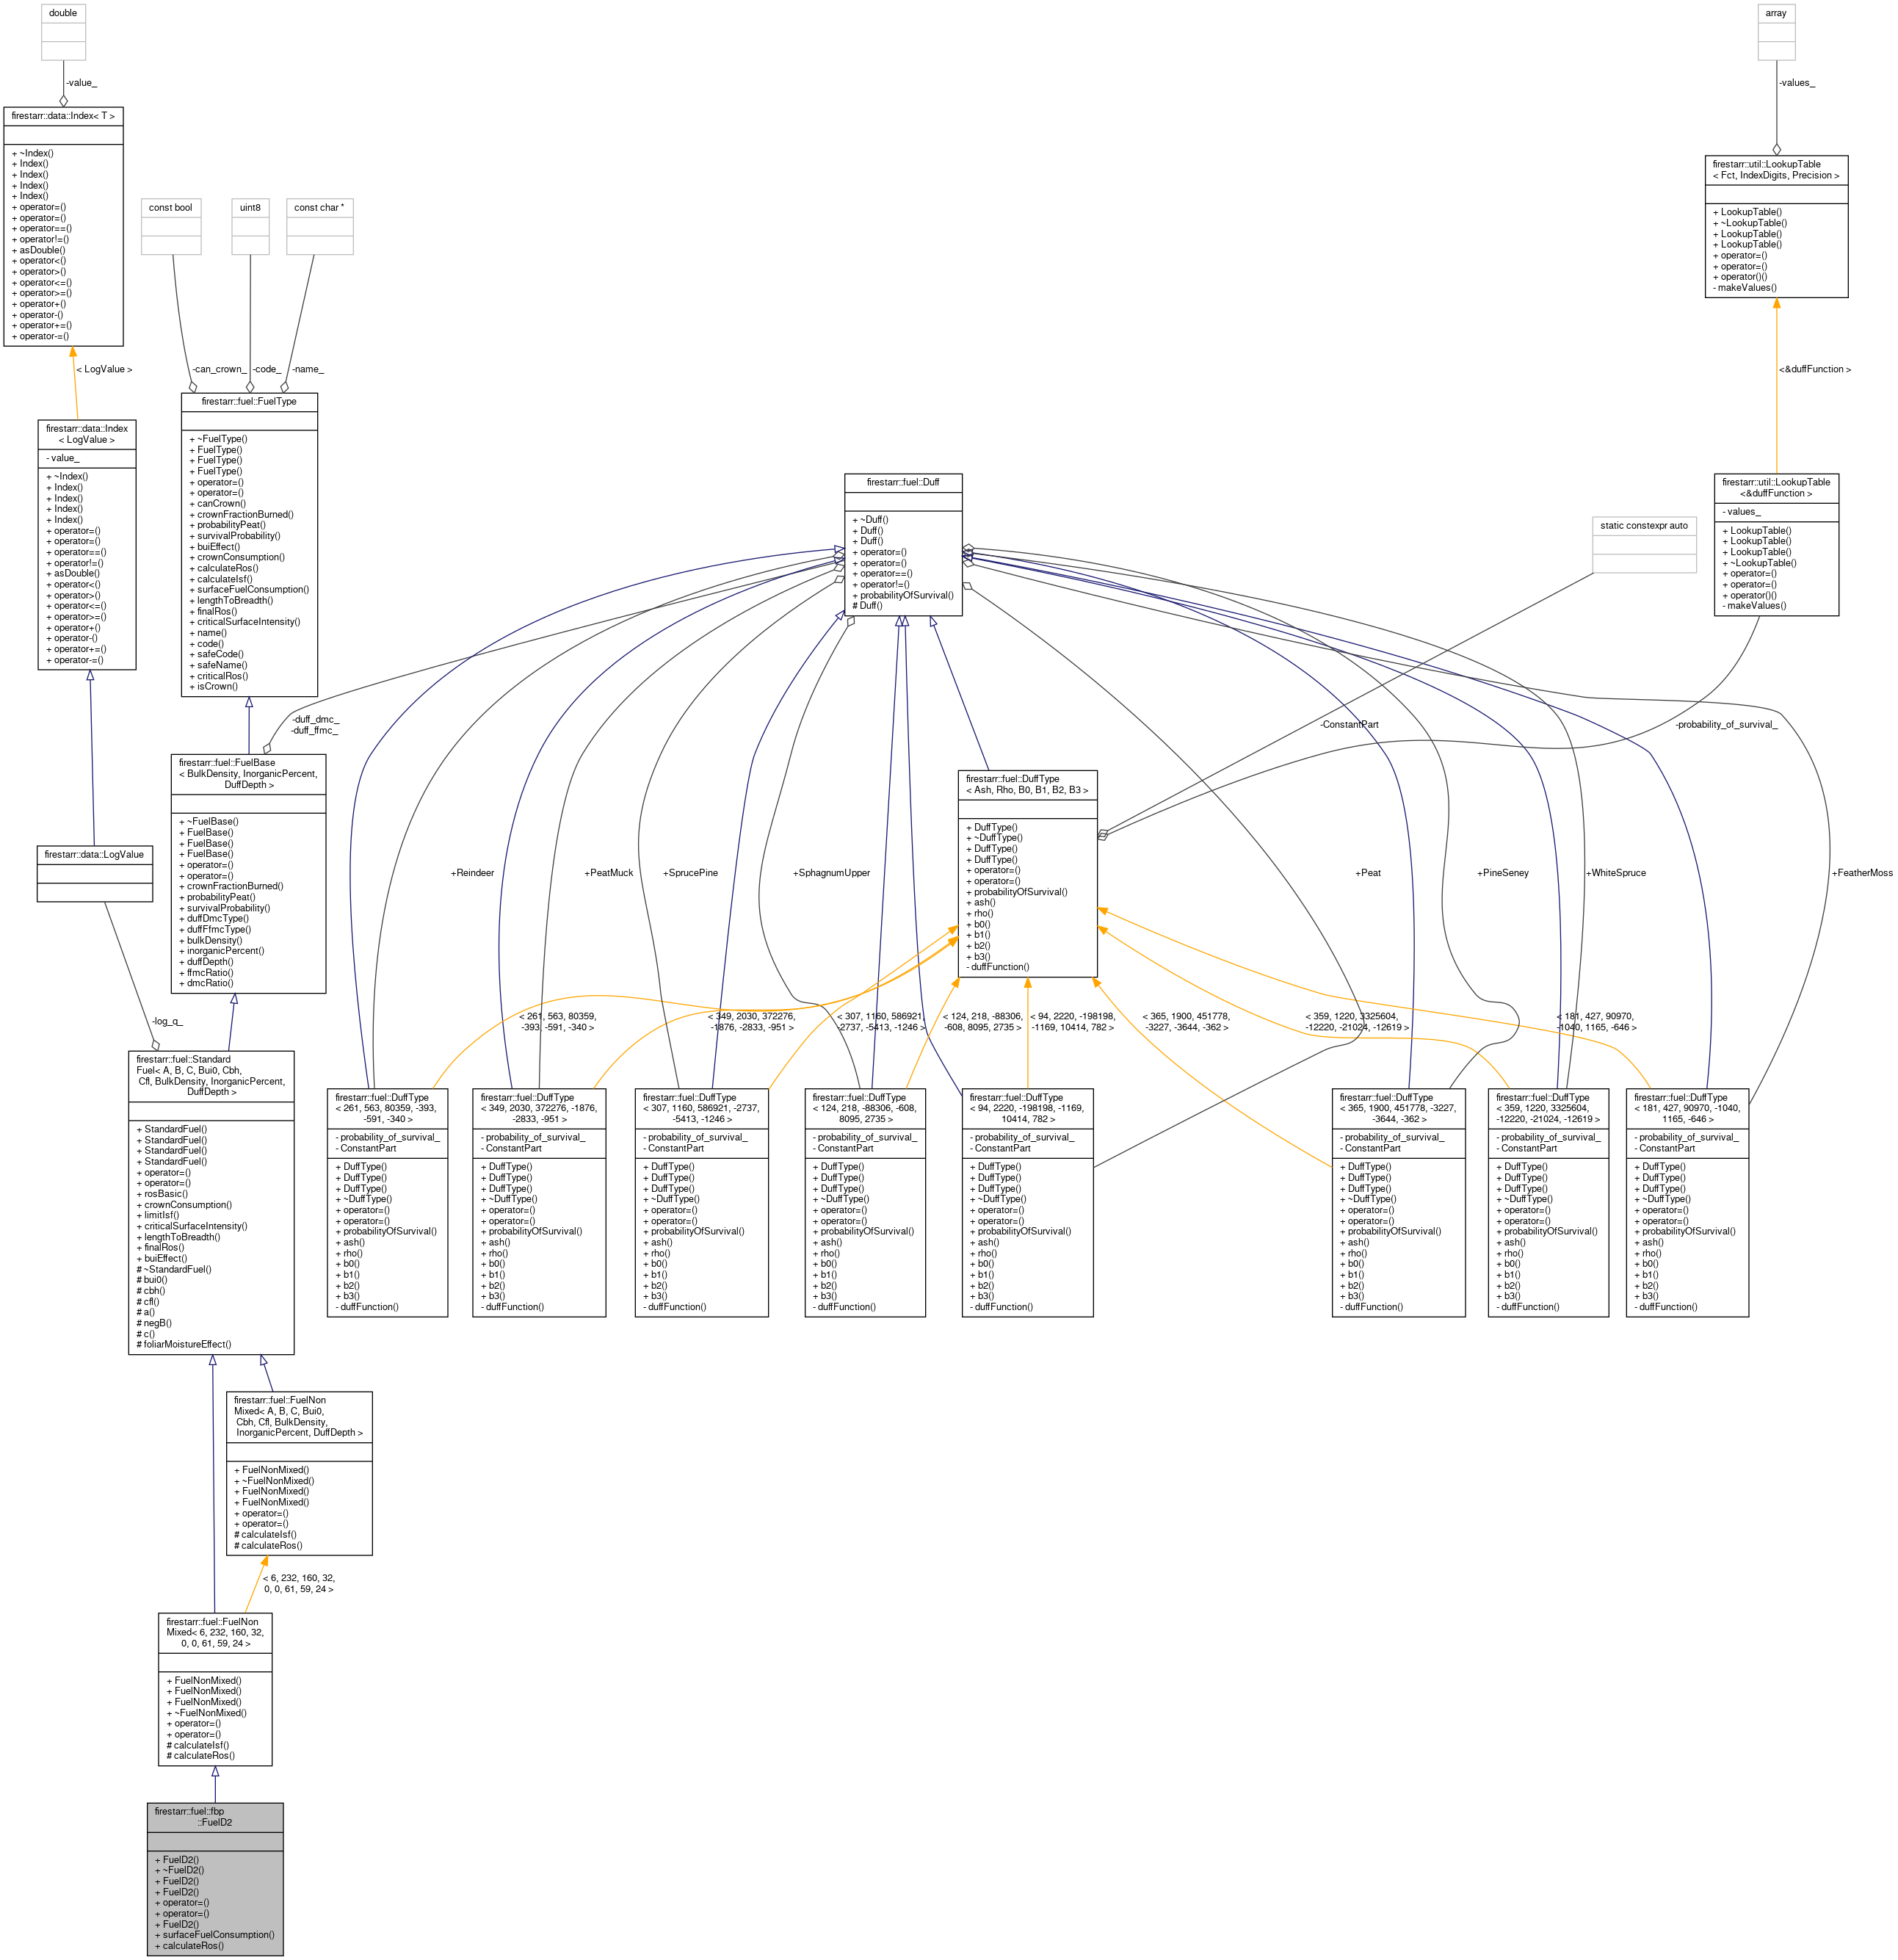 double
array
-value_
-values_
firestarr::data::Index< T >
+ ~Index()
+ Index()
+ Index()
+ Index()
+ Index()
+ operator=()
+ operator=()
+ operator==()
+ operator!=()
+ asDouble()
+ operator<()
+ operator>()
+ operator<=()
+ operator>=()
+ operator+()
+ operator-()
+ operator+=()
+ operator-=()
firestarr::util::LookupTable
< Fct, IndexDigits, Precision >
+ LookupTable()
+ ~LookupTable()
+ LookupTable()
+ LookupTable()
+ operator=()
+ operator=()
+ operator()()
- makeValues()
const bool
uint8
const char *
< LogValue >
-can_crown_
-code_
-name_
<&duffFunction >
firestarr::data::Index
< LogValue >
- value_
+ ~Index()
+ Index()
+ Index()
+ Index()
+ Index()
+ operator=()
+ operator=()
+ operator==()
+ operator!=()
+ asDouble()
+ operator<()
+ operator>()
+ operator<=()
+ operator>=()
+ operator+()
+ operator-()
+ operator+=()
+ operator-=()
firestarr::fuel::FuelType
+ ~FuelType()
+ FuelType()
+ FuelType()
+ FuelType()
+ operator=()
+ operator=()
+ canCrown()
+ crownFractionBurned()
+ probabilityPeat()
+ survivalProbability()
+ buiEffect()
+ crownConsumption()
+ calculateRos()
+ calculateIsf()
+ surfaceFuelConsumption()
+ lengthToBreadth()
+ finalRos()
+ criticalSurfaceIntensity()
+ name()
+ code()
+ safeCode()
+ safeName()
+ criticalRos()
+ isCrown()
firestarr::fuel::Duff
+ ~Duff()
+ Duff()
+ Duff()
+ operator=()
+ operator=()
+ operator==()
+ operator!=()
+ probabilityOfSurvival()
# Duff()
static constexpr auto
firestarr::util::LookupTable
<&duffFunction >
- values_
+ LookupTable()
+ LookupTable()
+ LookupTable()
+ ~LookupTable()
+ operator=()
+ operator=()
+ operator()()
- makeValues()
-duff_dmc_
-duff_ffmc_
-ConstantPart
-probability_of_survival_
firestarr::fuel::FuelBase
< BulkDensity, InorganicPercent,
DuffDepth >
+ ~FuelBase()
+ FuelBase()
+ FuelBase()
+ FuelBase()
+ operator=()
+ operator=()
+ crownFractionBurned()
+ probabilityPeat()
+ survivalProbability()
+ duffDmcType()
+ duffFfmcType()
+ bulkDensity()
+ inorganicPercent()
+ duffDepth()
+ ffmcRatio()
+ dmcRatio()
firestarr::fuel::DuffType
< Ash, Rho, B0, B1, B2, B3 >
+ DuffType()
+ ~DuffType()
+ DuffType()
+ DuffType()
+ operator=()
+ operator=()
+ probabilityOfSurvival()
+ ash()
+ rho()
+ b0()
+ b1()
+ b2()
+ b3()
- duffFunction()
firestarr::data::LogValue
+Reindeer
+PeatMuck
+SprucePine
+SphagnumUpper
+Peat
+PineSeney
+WhiteSpruce
+FeatherMoss
-log_q_
< 261, 563, 80359,
-393, -591, -340 >
< 349, 2030, 372276,
-1876, -2833, -951 >
< 307, 1160, 586921,
-2737, -5413, -1246 >
< 124, 218, -88306,
-608, 8095, 2735 >
< 94, 2220, -198198,
-1169, 10414, 782 >
< 365, 1900, 451778,
-3227, -3644, -362 >
< 359, 1220, 3325604,
-12220, -21024, -12619 >
< 181, 427, 90970,
-1040, 1165, -646 >
firestarr::fuel::Standard
Fuel< A, B, C, Bui0, Cbh,
Cfl, BulkDensity, InorganicPercent,
DuffDepth >
+ StandardFuel()
+ StandardFuel()
+ StandardFuel()
+ StandardFuel()
+ operator=()
+ operator=()
+ rosBasic()
+ crownConsumption()
+ limitIsf()
+ criticalSurfaceIntensity()
+ lengthToBreadth()
+ finalRos()
+ buiEffect()
# ~StandardFuel()
# bui0()
# cbh()
# cfl()
# a()
# negB()
# c()
# foliarMoistureEffect()
firestarr::fuel::DuffType
< 261, 563, 80359, -393,
-591, -340 >
- probability_of_survival_
- ConstantPart
+ DuffType()
+ DuffType()
+ DuffType()
+ ~DuffType()
+ operator=()
+ operator=()
+ probabilityOfSurvival()
+ ash()
+ rho()
+ b0()
+ b1()
+ b2()
+ b3()
- duffFunction()
firestarr::fuel::DuffType
< 349, 2030, 372276, -1876,
-2833, -951 >
- probability_of_survival_
- ConstantPart
+ DuffType()
+ DuffType()
+ DuffType()
+ ~DuffType()
+ operator=()
+ operator=()
+ probabilityOfSurvival()
+ ash()
+ rho()
+ b0()
+ b1()
+ b2()
+ b3()
- duffFunction()
firestarr::fuel::DuffType
< 307, 1160, 586921, -2737,
-5413, -1246 >
- probability_of_survival_
- ConstantPart
+ DuffType()
+ DuffType()
+ DuffType()
+ ~DuffType()
+ operator=()
+ operator=()
+ probabilityOfSurvival()
+ ash()
+ rho()
+ b0()
+ b1()
+ b2()
+ b3()
- duffFunction()
firestarr::fuel::DuffType
< 124, 218, -88306, -608,
8095, 2735 >
- probability_of_survival_
- ConstantPart
+ DuffType()
+ DuffType()
+ DuffType()
+ ~DuffType()
+ operator=()
+ operator=()
+ probabilityOfSurvival()
+ ash()
+ rho()
+ b0()
+ b1()
+ b2()
+ b3()
- duffFunction()
firestarr::fuel::DuffType
< 94, 2220, -198198, -1169,
10414, 782 >
- probability_of_survival_
- ConstantPart
+ DuffType()
+ DuffType()
+ DuffType()
+ ~DuffType()
+ operator=()
+ operator=()
+ probabilityOfSurvival()
+ ash()
+ rho()
+ b0()
+ b1()
+ b2()
+ b3()
- duffFunction()
firestarr::fuel::DuffType
< 365, 1900, 451778, -3227,
-3644, -362 >
- probability_of_survival_
- ConstantPart
+ DuffType()
+ DuffType()
+ DuffType()
+ ~DuffType()
+ operator=()
+ operator=()
+ probabilityOfSurvival()
+ ash()
+ rho()
+ b0()
+ b1()
+ b2()
+ b3()
- duffFunction()
firestarr::fuel::DuffType
< 359, 1220, 3325604,
-12220, -21024, -12619 >
- probability_of_survival_
- ConstantPart
+ DuffType()
+ DuffType()
+ DuffType()
+ ~DuffType()
+ operator=()
+ operator=()
+ probabilityOfSurvival()
+ ash()
+ rho()
+ b0()
+ b1()
+ b2()
+ b3()
- duffFunction()
firestarr::fuel::DuffType
< 181, 427, 90970, -1040,
1165, -646 >
- probability_of_survival_
- ConstantPart
+ DuffType()
+ DuffType()
+ DuffType()
+ ~DuffType()
+ operator=()
+ operator=()
+ probabilityOfSurvival()
+ ash()
+ rho()
+ b0()
+ b1()
+ b2()
+ b3()
- duffFunction()
firestarr::fuel::FuelNon
Mixed< A, B, C, Bui0,
Cbh, Cfl, BulkDensity,
InorganicPercent, DuffDepth >
+ FuelNonMixed()
+ ~FuelNonMixed()
+ FuelNonMixed()
+ FuelNonMixed()
+ operator=()
+ operator=()
# calculateIsf()
# calculateRos()
< 6, 232, 160, 32,
0, 0, 61, 59, 24 >
firestarr::fuel::FuelNon
Mixed< 6, 232, 160, 32,
0, 0, 61, 59, 24 >
+ FuelNonMixed()
+ FuelNonMixed()
+ FuelNonMixed()
+ ~FuelNonMixed()
+ operator=()
+ operator=()
# calculateIsf()
# calculateRos()
firestarr::fuel::fbp
::FuelD2
+ FuelD2()
+ ~FuelD2()
+ FuelD2()
+ FuelD2()
+ operator=()
+ operator=()
+ FuelD2()
+ surfaceFuelConsumption()
+ calculateRos()